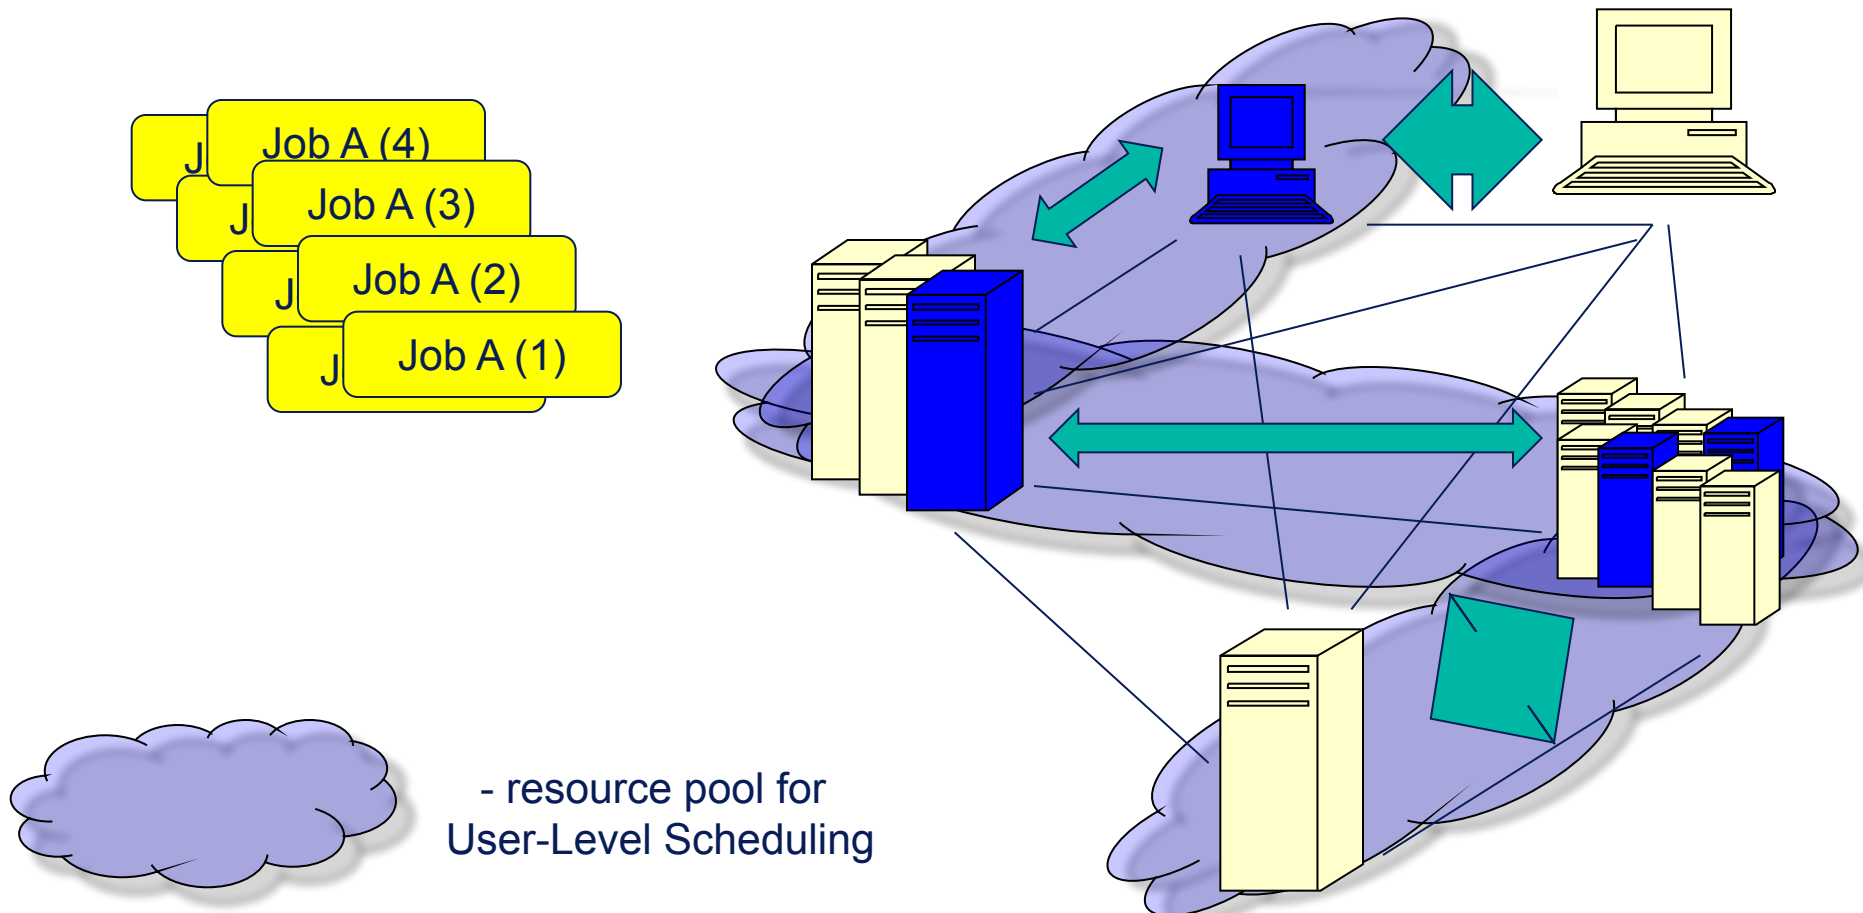 J
Job A (4)
J
Job A (3)
J
Job A (2)
J
Job A (1)
- resource pool for
User-Level Scheduling